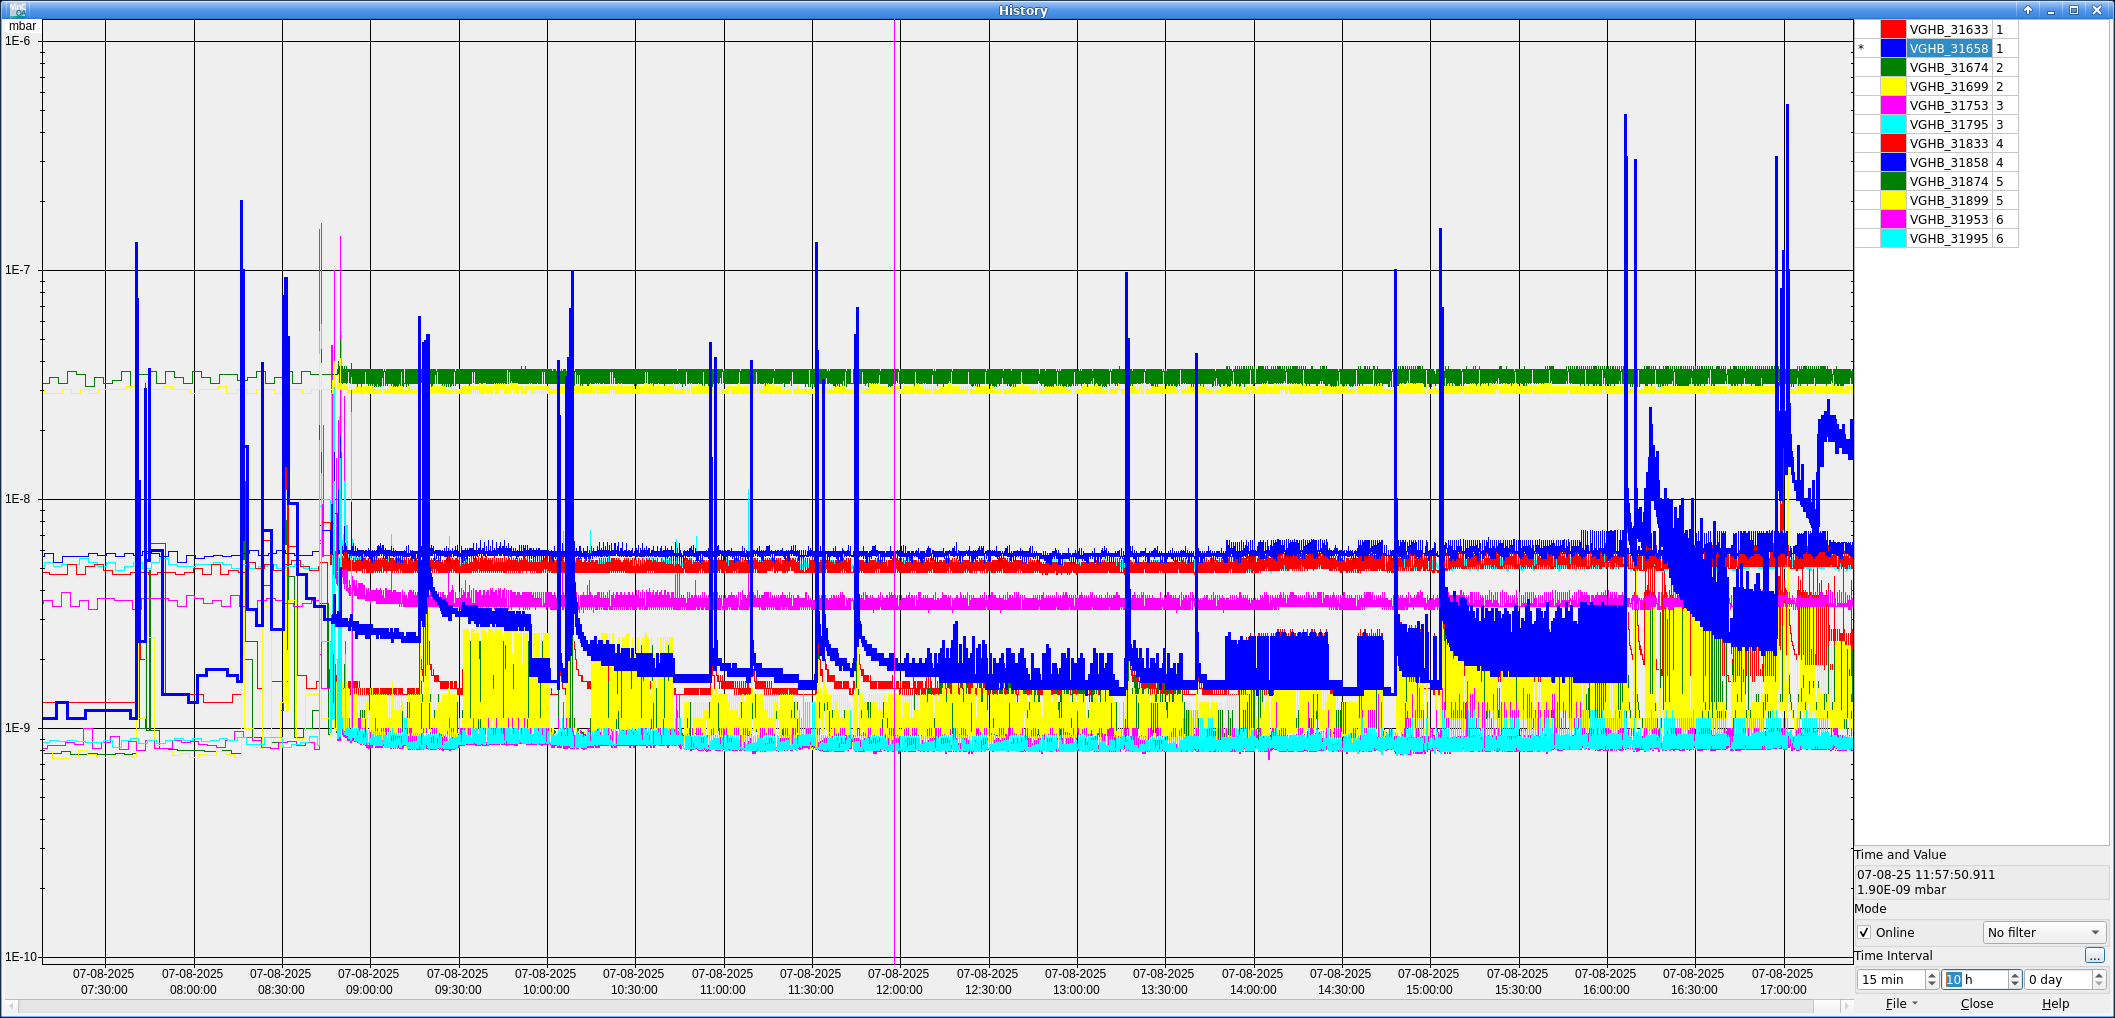 History
mbar
1E-6
1E-7
1E-8
1E-9
1E-10
07-08-2025 07-08-2025 07-08-2025 07-08-2025 07-08-2025 07-08-2025 07-08-2025 07-08-2025 07-08-2025 07-08-2025 07-08-2025 07-08-2025 07-08-2025 07-08-2025 07-08-2025 07-08-2025 07-08-2025 07-08-2025 07-08-2025 07-08-2025
07:30:00 08:00:00 08:30:00 09:00:00 09:30:00 10:00:00 10:30:00 11:00:00 11:30:00 12:00:00 12:30:00 13:00:00 13:30:00 14:00:00 14:30:00 15:00:00 15:30:00 16:00:00 16:30:00 17:00:00
VGHB_31633 1
* VGHB_31658 1
VGHB_31674 2
VGHB_31699 2
VGHB_31753 3
VGHB_31795 3
VGHB_31833 4
VGHB_31858 4
VGHB_31874 5
VGHB_31899 5
VGHB_31953 6
VGHB_31995 6
Time and Value
07-08-25 11:57:50.911
1.90E-09 mbar
Mode
Online No filter
Time Interval ...
15 min 10 h 0 day
File Close Help